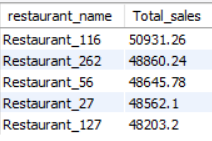 restaurant_name Total_sales
Restaurant_116 50931.26
Restaurant_262 48860.24
Restaurant_56 48645.78
Restaurant_27 48562.1
Restaurant_127 48203.2